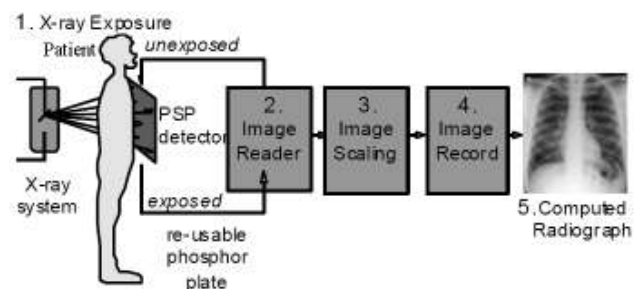 1. X-ray Exposure
Patient
unexposed
PSP
detector
X-ray
system
exposed
re-usable
phosphor
plate
2.
Image
Reader
3.
Image
Scaling
4.
Image
Record
5. Computed
Radiograph